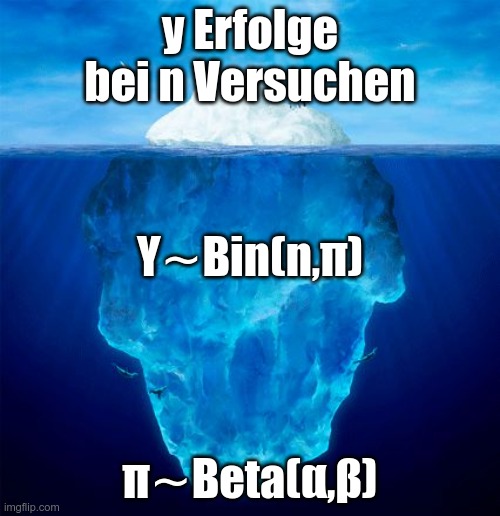 y Erfolge
bei n Versuchen
Y~Bin(n,π)
π~Beta(α,β)
imgflip.com